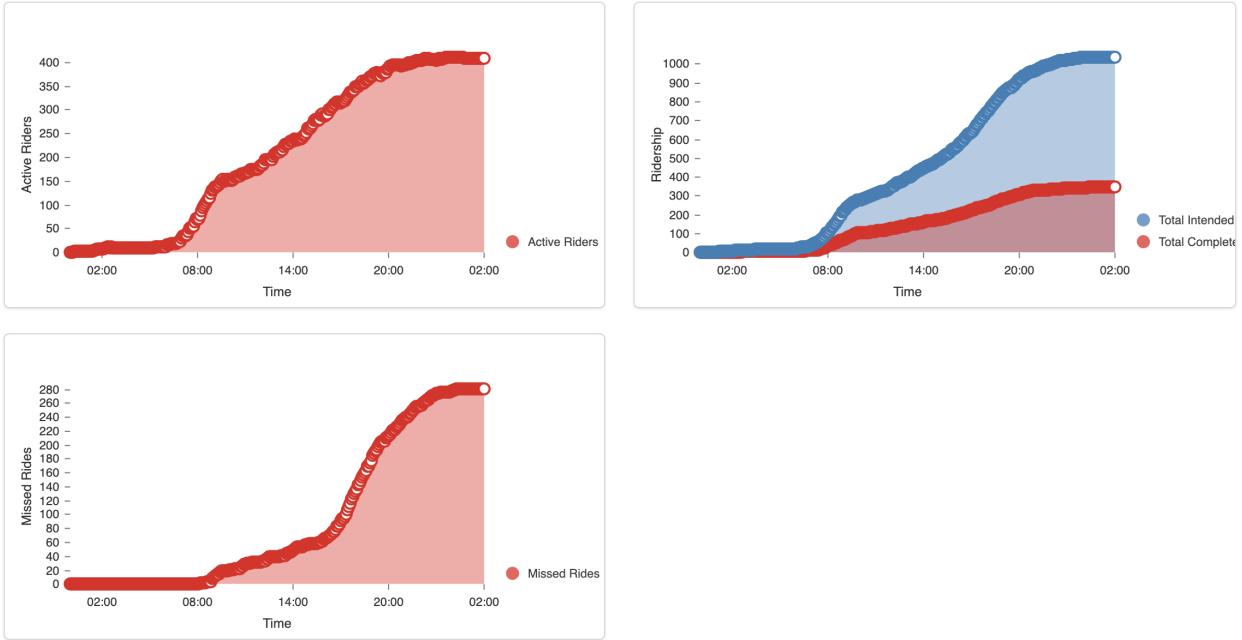 400
350
300
250
200
150
100
50
0
Active Riders
02:00 08:00 14:00 20:00 02:00
Time
Active Riders
1000
900
800
700
600
500
400
300
200
100
0
Ridership
02:00 08:00 14:00 20:00 02:00
Time
Total Intended
Total Complete
280
260
240
220
200
180
160
140
120
100
80
60
40
20
0
Missed Rides
02:00 08:00 14:00 20:00 02:00
Time
Missed Rides